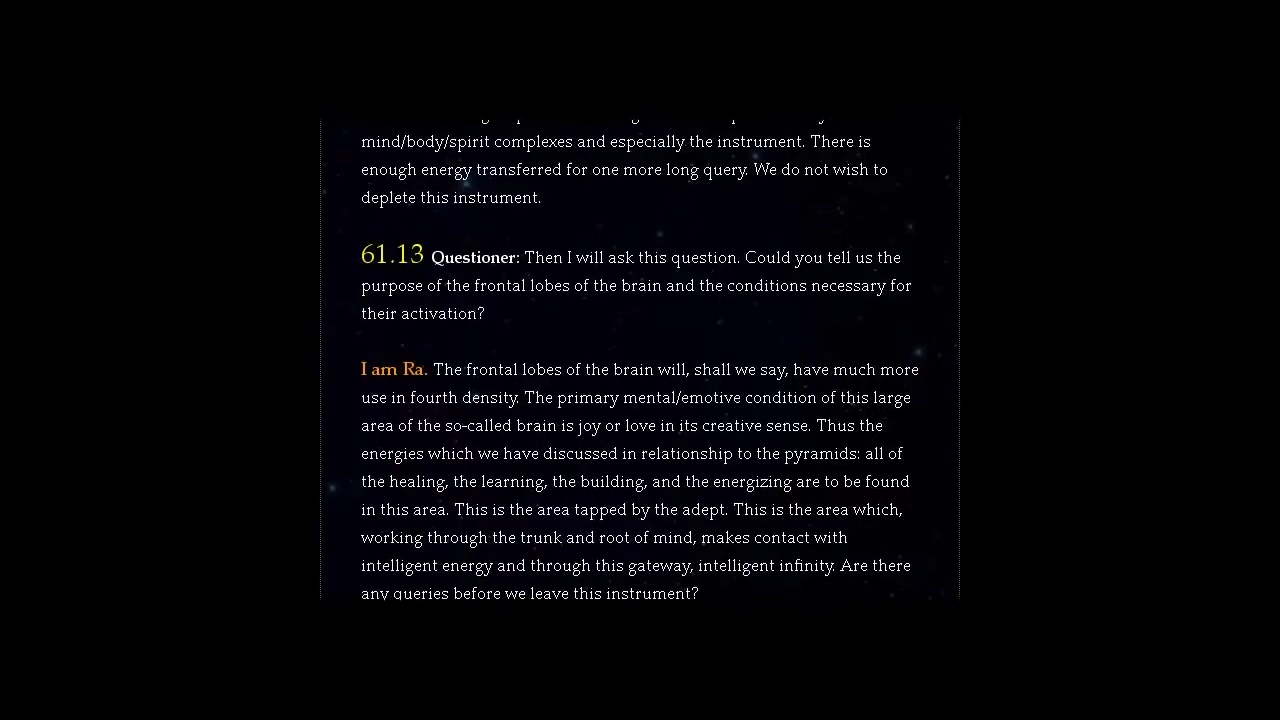 mind/body/spirit complexes and especially the instrument. There is
enough energy transferred for one more long query. We do not wish to
deplete this instrument.
61.13 Questioner: Then I will ask this question. Could you tell us the
purpose of the frontal lobes of the brain and the conditions necessary for
their activation?
I am Ra. The frontal lobes of the brain will, shall we say, have much more
use in fourth density. The primary mental/emotive condition of this large
area of the so-called brain is joy or love in its creative sense. Thus the
energies which we have discussed in relationship to the pyramids: all of
the healing, the learning, the building, and the energizing are to be found
in this area. This is the area tapped by the adept. This is the area which,
working through the trunk and root of mind, makes contact with
intelligent energy and through this gateway, intelligent infinity. Are there
any queries before we leave this instrument?